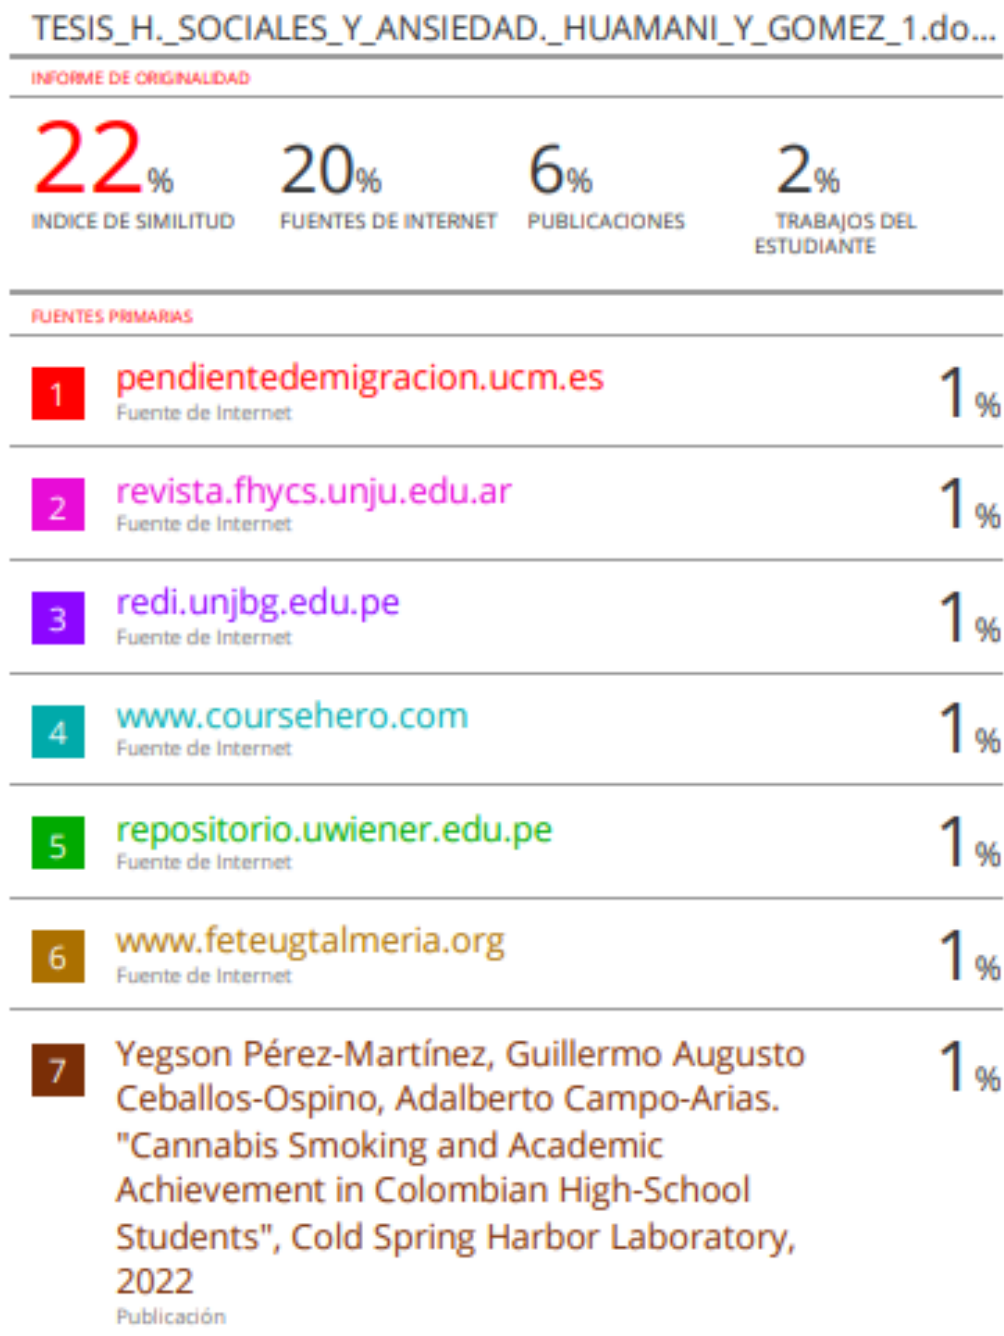 TESIS_H._SOCIALES_Y_ANSIEDAD._HUAMANI_Y_GOMEZ_1.do...
INFORME DE ORIGINALIDAD
22% 20% 6% 2%
INDICE DE SIMILITUD FUENTES DE INTERNET PUBLICACIONES TRABAJOS DEL
ESTUDIANTE
FUENTES PRIMARIAS
1 pendientedemigracion.ucm.es 1%
Fuente de Internet
2 revista.fhycs.unju.edu.ar 1%
Fuente de Internet
3 redi.unjbg.edu.pe 1%
Fuente de Internet
4 www.coursehero.com 1%
Fuente de Internet
5 repositorio.uwiener.edu.pe 1%
Fuente de Internet
6 www.feteugtalmeria.org 1%
Fuente de Internet
7 Yegson Pérez-Martínez, Guillermo Augusto 1%
Ceballos-Ospino, Adalberto Campo-Arias.
"Cannabis Smoking and Academic
Achievement in Colombian High-School
Students", Cold Spring Harbor Laboratory,
2022
Publicación